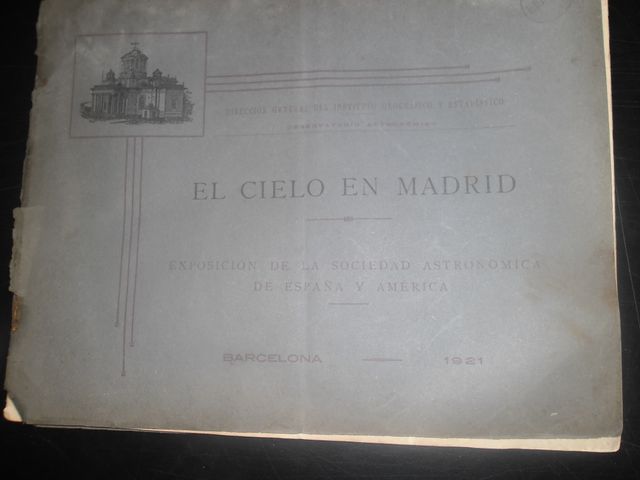 DIRECCIÓN GENERAL DEL INSTITUTO GEOGRÁFICO Y ESTADÍSTICO
OBSERVATORIO ASTRONÓMICO
EL CIELO EN MADRID
EXPOSICIÓN DE LA SOCIEDAD ASTRONÓMICA
DE ESPAÑA Y AMÉRICA
BARCELONA — 1921